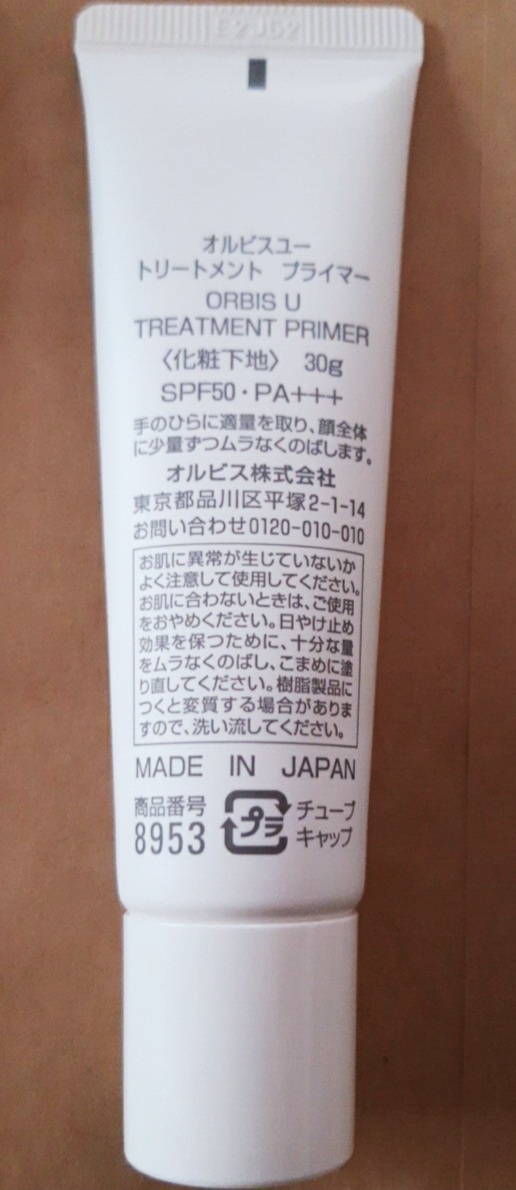 オルビスユー
トリートメント プライマー
ORBIS U
TREATMENT PRIMER
〈化粧下地〉 30g
SPF50・PA+++
手のひらに適量を取り、顔全体
に少量ずつムラなくのばします。
オルビス株式会社
東京都品川区平塚2-1-14
お問い合わせ0120-010-010
お肌に異常が生じていないか
よく注意して使用してください。
お肌に合わないときは、ご使用
をおやめください。日やけ止め
効果を保つために、十分な量
をムラなくのばし、こまめに塗
り直してください。樹脂製品に
つくと変質する場合がありま
すので、洗い流してください。
MADE IN JAPAN
商品番号
8953
プラ
チューブ
キャップ